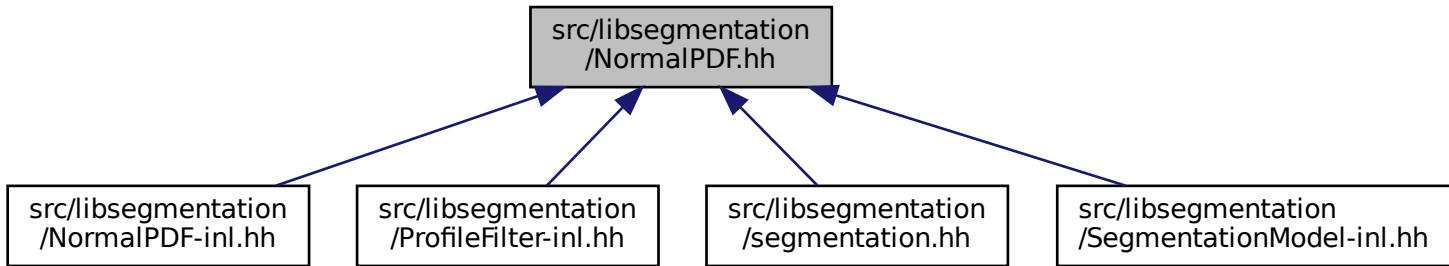 src/libsegmentation
/NormalPDF.hh
src/libsegmentation
/NormalPDF-inl.hh
src/libsegmentation
/ProfileFilter-inl.hh
src/libsegmentation
/segmentation.hh
src/libsegmentation
/SegmentationModel-inl.hh